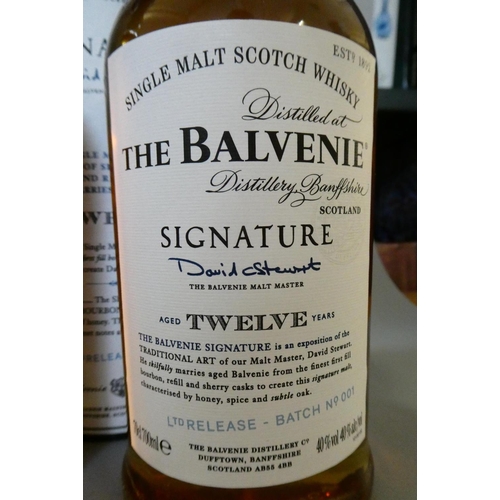 SINGLE MALT SCOTCH WHISKY
ESTD 1892
Distilled at
THE BALVENIE®
Distillery, Banffshire
SCOTLAND
SIGNATURE
David C Stewart
THE BALVENIE MALT MASTER
AGED TWELVE YEARS
THE BALVENIE SIGNATURE is an exposition of the
TRADITIONAL ART of our Malt Master, David Stewart.
He skilfully marries aged Balvenie from the finest first fill
bourbon, refill and sherry casks to create this signature malt,
characterised by honey, spice and subtle oak.
LTD RELEASE - BATCH No 001
700ml e
THE BALVENIE DISTILLERY Co
DUFFTOWN, BANFFSHIRE
SCOTLAND AB55 4BB
40%vol 40%alc/vol